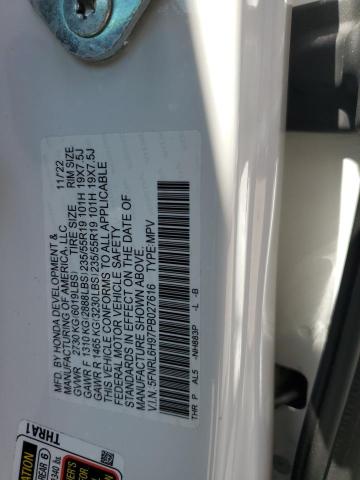 MFD. BY HONDA DEVELOPMENT & 11/22
MANUFACTURING OF AMERICA, LLC
GVWR 2730 KG(6019LBS) TIRE SIZE RIM SIZE
GAWR F 1310 KG(2888LBS) 235/55R19 101H 19X7.5J
GAWR R 1465 KG(3230LBS) 235/55R19 101H 19X7.5J
THIS VEHICLE CONFORMS TO ALL APPLICABLE
FEDERAL MOTOR VEHICLE SAFETY
STANDARDS IN EFFECT ON THE DATE OF
MANUFACTURE SHOWN ABOVE.
V.I.N. 5FNRL6H97PB027616 TYPE:MPV
THR P AL5 -NH883P -L -B
THRA1
REAR 6